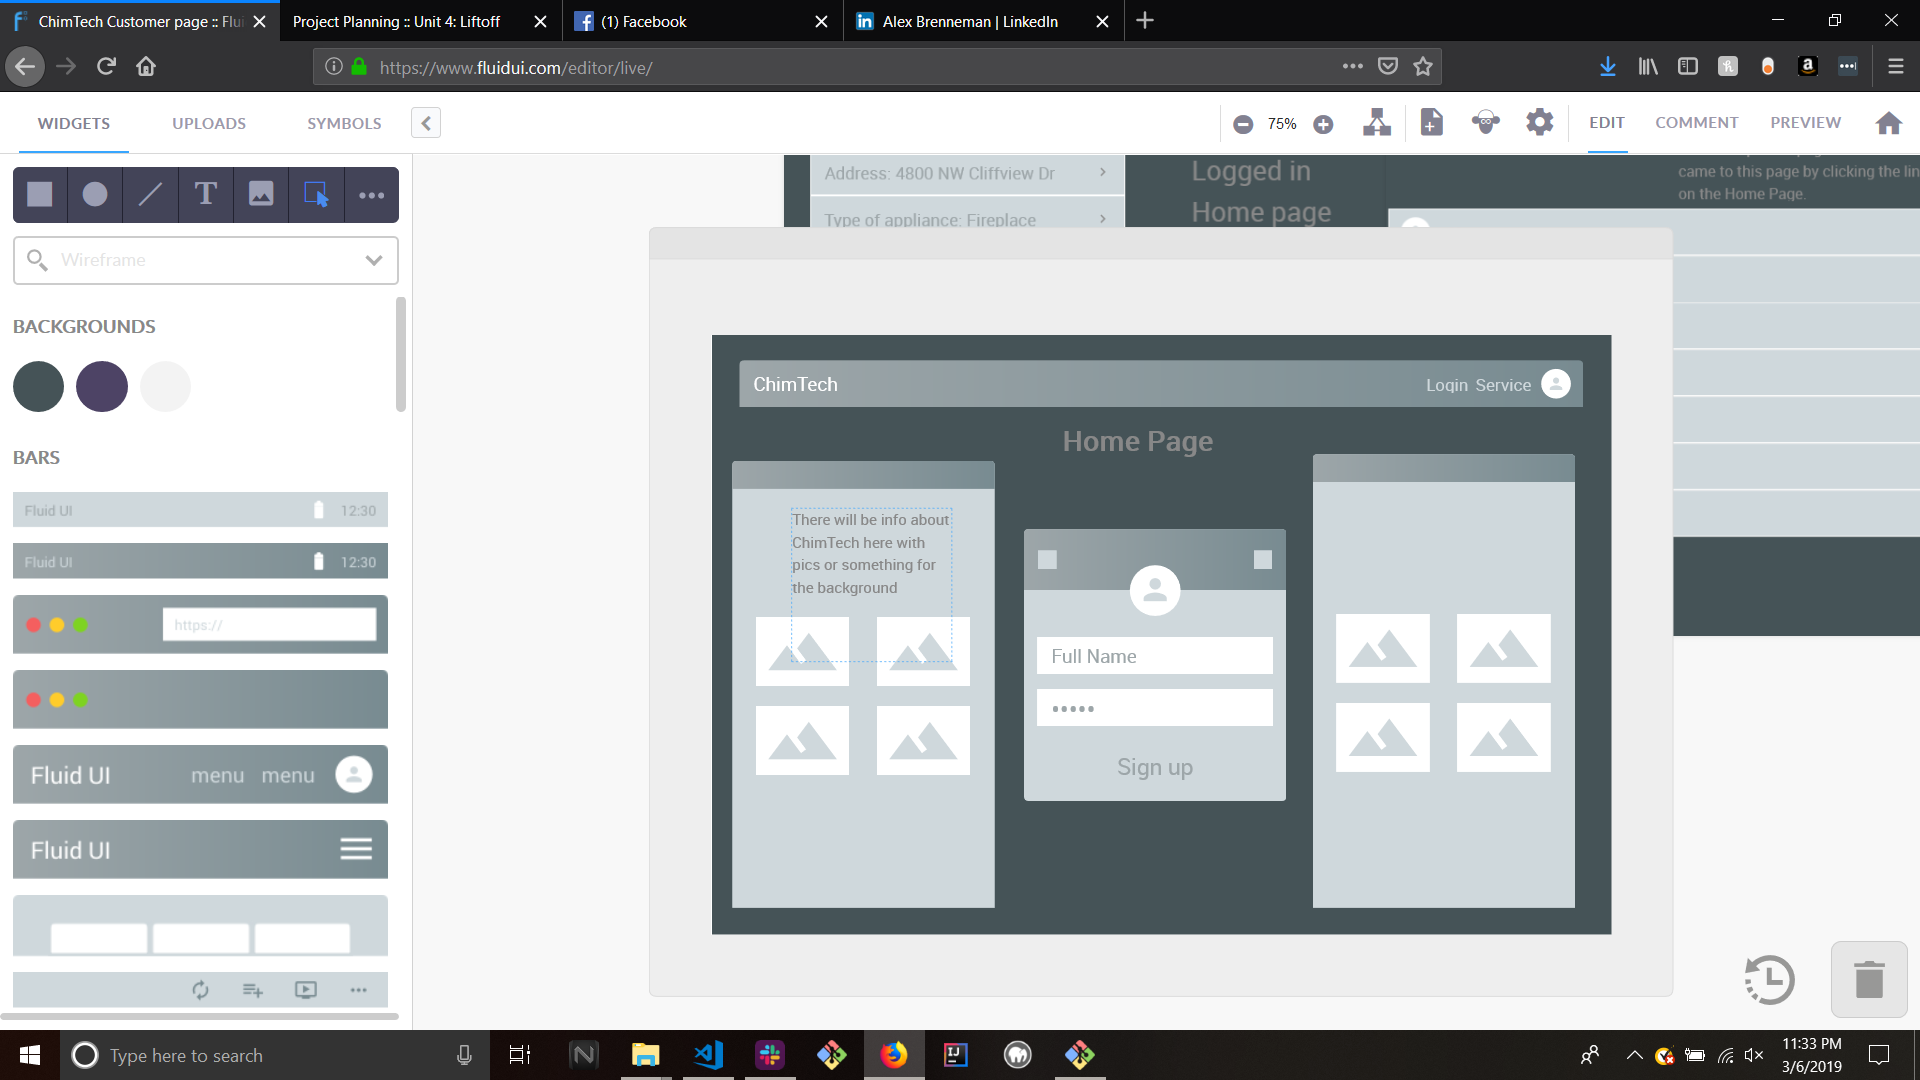 ChimTech Customer page :: Flui
Project Planning :: Unit 4: Liftoff
(1) Facebook
Alex Brenneman | LinkedIn
https://www.fluidui.com/editor/live/
WIDGETS
UPLOADS
SYMBOLS
75%
EDIT
COMMENT
PREVIEW
T
Wireframe
BACKGROUNDS
BARS
Fluid UI 12:30
Fluid UI 12:30
https://
Fluid UI menu menu
Fluid UI
Address: 4800 NW Cliffview Dr
Type of appliance: Fireplace
Logged in
Home page
came to this page by clicking the lin
on the Home Page.
ChimTech
Login Service
Home Page
There will be info about
ChimTech here with
pics or something for
the background
Full Name
•••••
Sign up
Type here to search
11:33 PM
3/6/2019